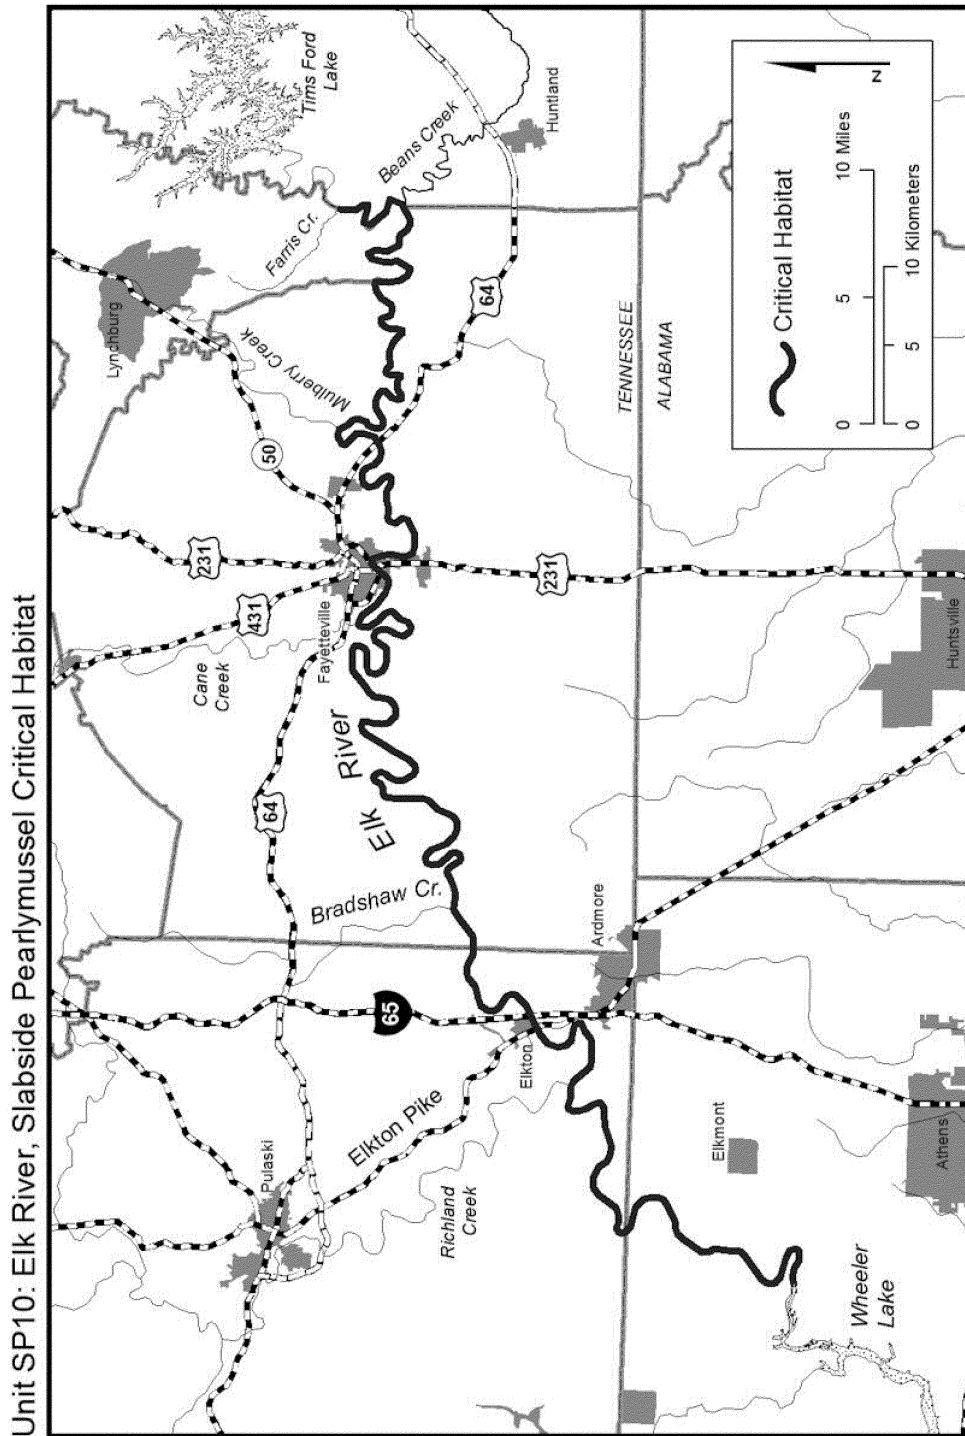 Unit SP10: Elk River, Slabside Pearlymussel Critical Habitat
Tims Ford
Lake
Lynchburg
Farris Cr.
Beans Creek
Huntland
Mulberry Creek
50
64
231
431
Cane
Creek
Fayetteville
231
64
Elk River
Bradshaw Cr.
65
Ardmore
Elkton
Elkton Pike
Pulaski
Richland
Creek
TENNESSEE
ALABAMA
Elkmont
Athens
Huntsville
Wheeler
Lake
N
Critical Habitat
0 5 10 Miles
0 5 10 Kilometers